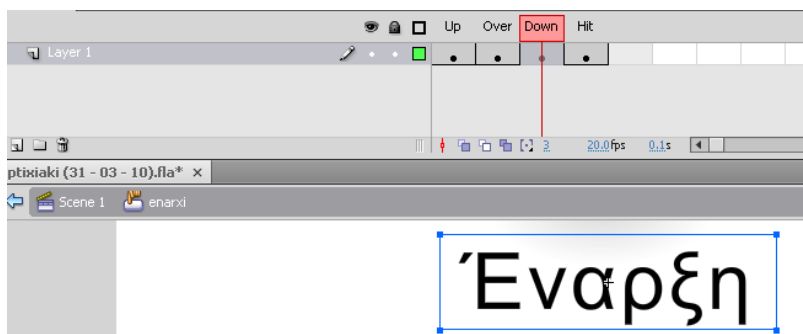 Up Over Down Hit
Layer 1
3 20.0fps 0.1s
ptixiaki (31 - 03 - 10).fla* ×
Scene 1 enarxi
Έναρξη